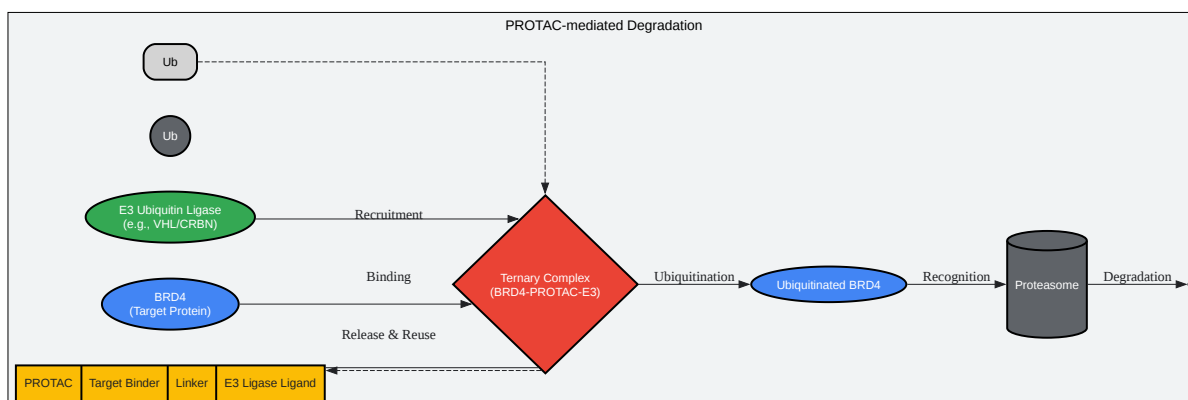 PROTAC-mediated Degradation
Ub
Ub
E3 Ubiquitin Ligase
(e.g., VHL/CRBN)
Recruitment
Binding
BRD4
(Target Protein)
Ternary Complex
(BRD4-PROTAC-E3)
Ubiquitination
Ubiquitinated BRD4
Recognition
Proteasome
Degradation
Release & Reuse
PROTAC
Target Binder
Linker
E3 Ligase Ligand